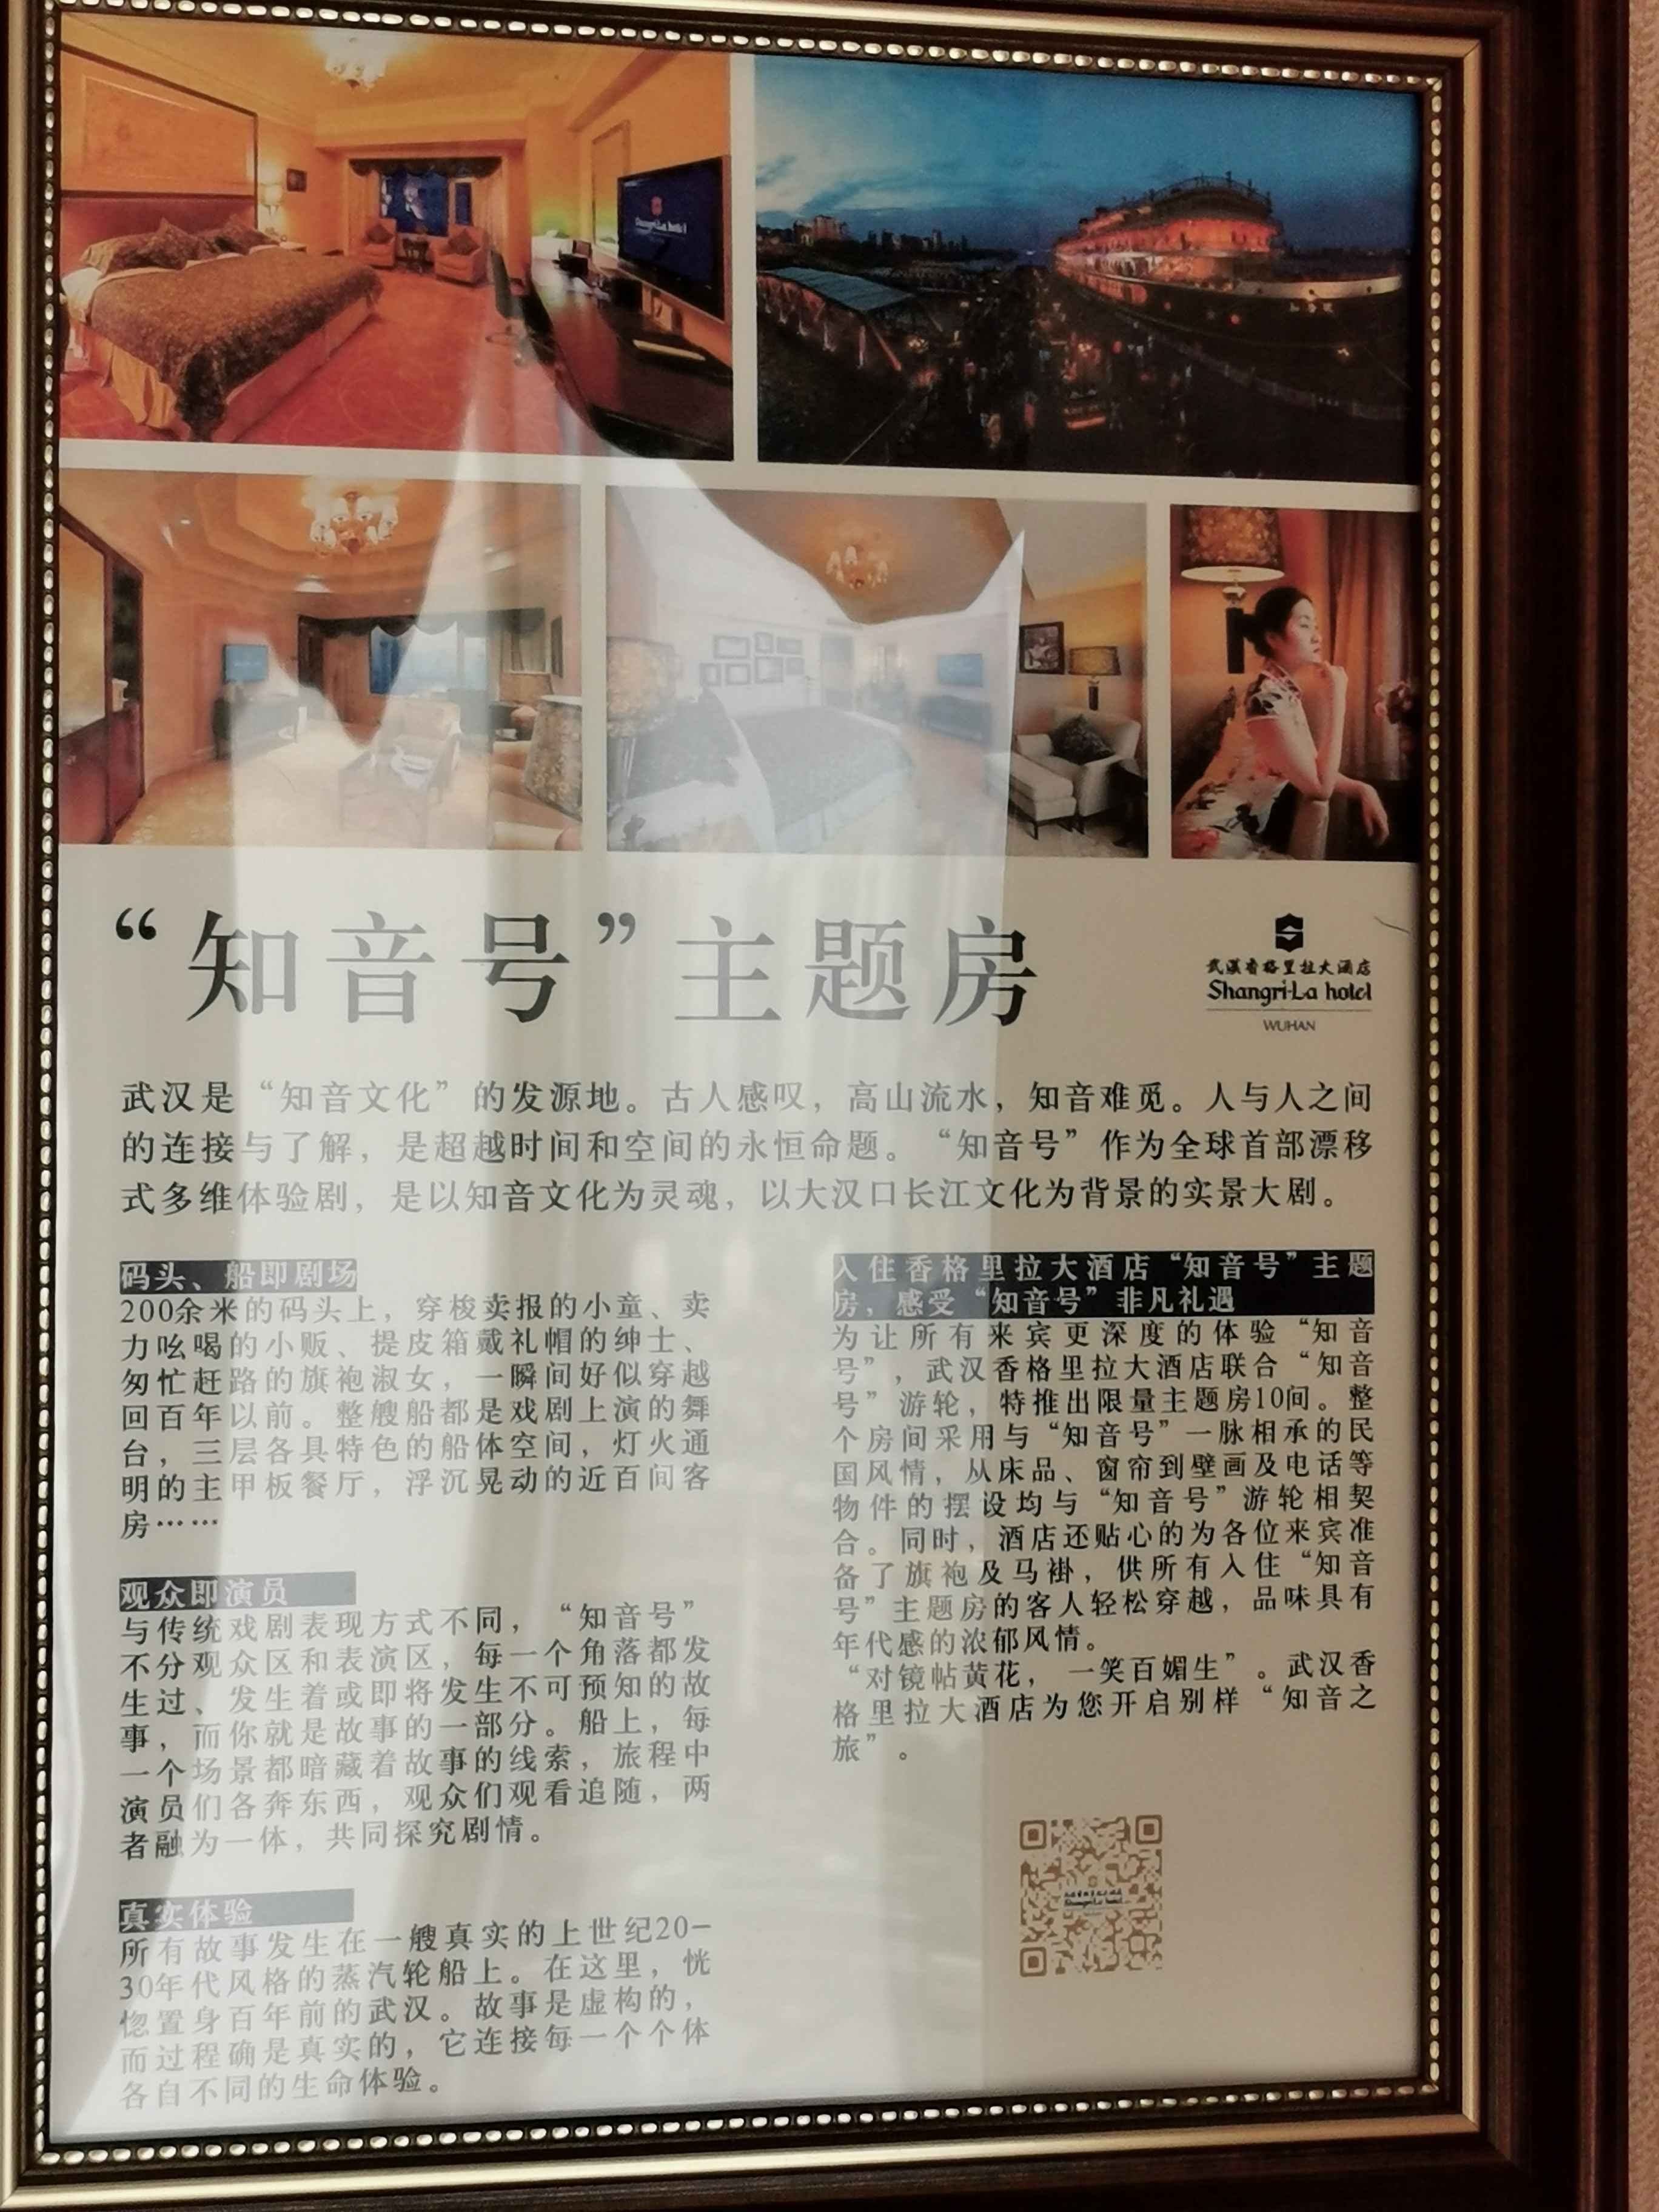 Shangri-La hotel
知音号
“知音号”主题房
武汉香格里拉大酒店
Shangri-La hotel
WUHAN
武汉是“知音文化”的发源地。古人感叹，高山流水，知音难觅。人与人之间
的连接与了解，是超越时间和空间的永恒命题。“知音号”作为全球首部漂移
式多维体验剧，是以知音文化为灵魂，以大汉口长江文化为背景的实景大剧。
码头、船即剧场
200余米的码头上，穿梭卖报的小童、卖
力吆喝的小贩、提皮箱戴礼帽的绅士、
匆忙赶路的旗袍淑女，一瞬间好似穿越
回百年以前。整艘船都是戏剧上演的舞
台，三层各具特色的船体空间，灯火通
明的主甲板餐厅，浮沉晃动的近百间客
房……
观众即演员
与传统戏剧表现方式不同，“知音号”
不分观众区和表演区，每一个角落都发
生过、发生着或即将发生不可预知的故
事，而你就是故事的一部分。船上，每
一个场景都暗藏着故事的线索，旅程中
演员们各奔东西，观众们观看追随，两
者融为一体，共同探究剧情。
真实体验
所有故事发生在一艘真实的上世纪20-
30年代风格的蒸汽轮船上。在这里，恍
惚置身百年前的武汉。故事是虚构的，
而过程确是真实的，它连接每一个个体
各自不同的生命体验。
入住香格里拉大酒店“知音号”主题
房，感受“知音号”非凡礼遇
为让所有来宾更深度的体验“知音
号”，武汉香格里拉大酒店联合“知音
号”游轮，特推出限量主题房10间。整
个房间采用与“知音号”一脉相承的民
国风情，从床品、窗帘到壁画及电话等
物件的摆设均与“知音号”游轮相契
合。同时，酒店还贴心的为各位来宾准
备了旗袍及马褂，供所有入住“知音
号”主题房的客人轻松穿越，品味具有
年代感的浓郁风情。
“对镜帖黄花，一笑百媚生”。武汉香
格里拉大酒店为您开启别样“知音之
旅”。
Shangri-La hotel